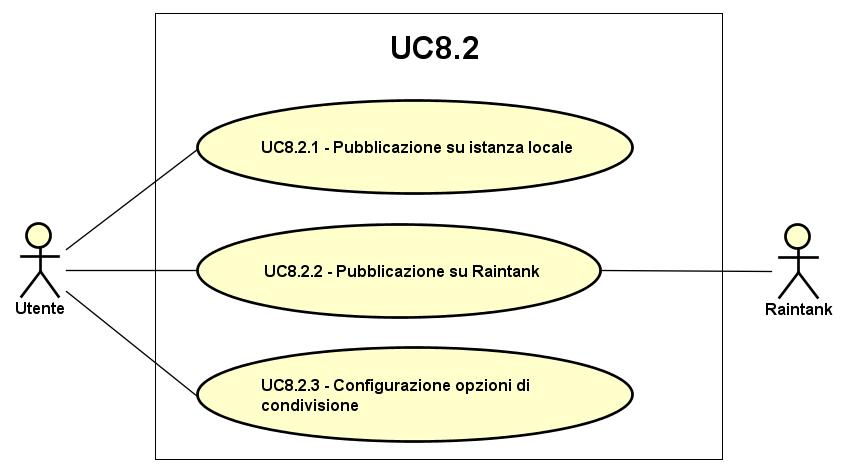 UC8.2
UC8.2.1 - Pubblicazione su istanza locale
UC8.2.2 - Pubblicazione su Raintank
Utente
Raintank
UC8.2.3 - Configurazione opzioni di
condivisione